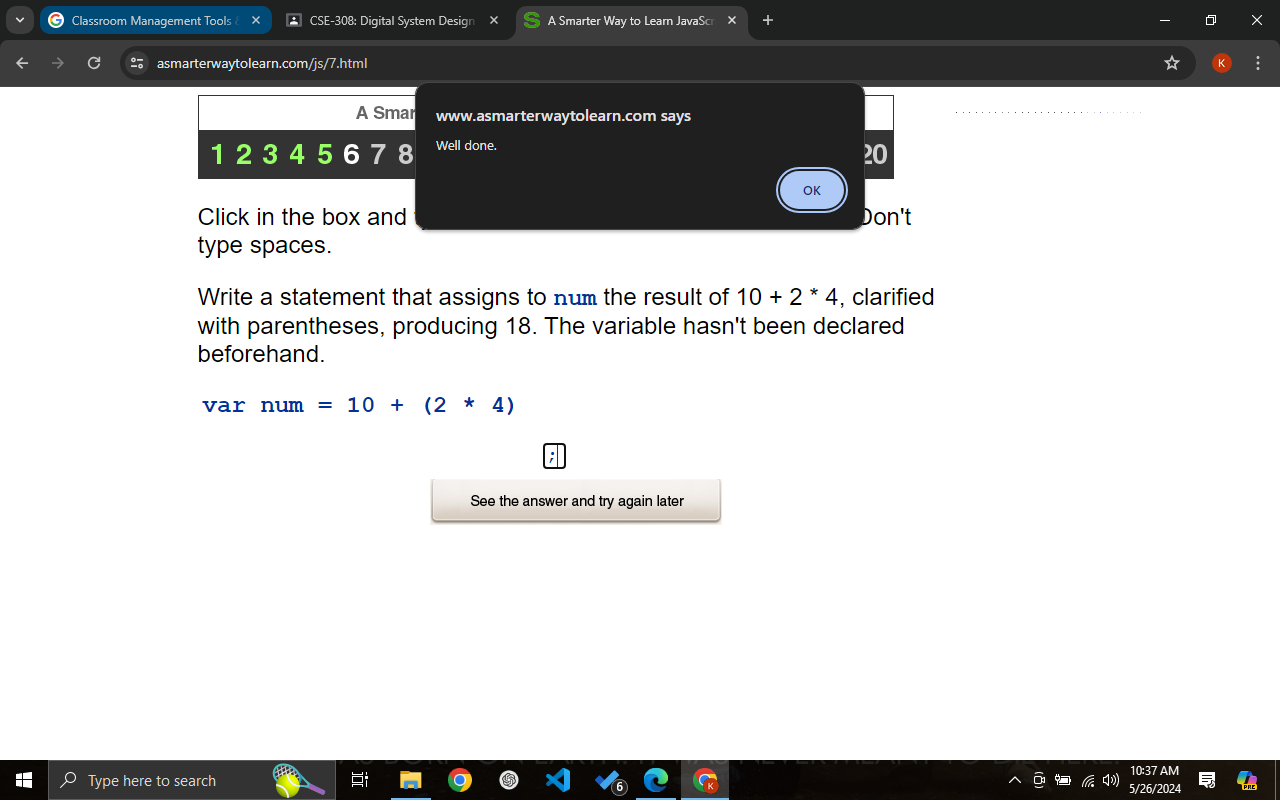 Classroom Management Tools &
CSE-308: Digital System Design
A Smarter Way to Learn JavaScr
asmarterwaytolearn.com/js/7.html
K
A Smar
1 2 3 4 5 6 7 8
20
www.asmarterwaytolearn.com says
Well done.
OK
Click in the box and
Don't
type spaces.
Write a statement that assigns to num the result of 10 + 2 * 4, clarified
with parentheses, producing 18. The variable hasn't been declared
beforehand.
var num = 10 + (2 * 4)
;
See the answer and try again later
Type here to search
6
K
10:37 AM
5/26/2024
PRE